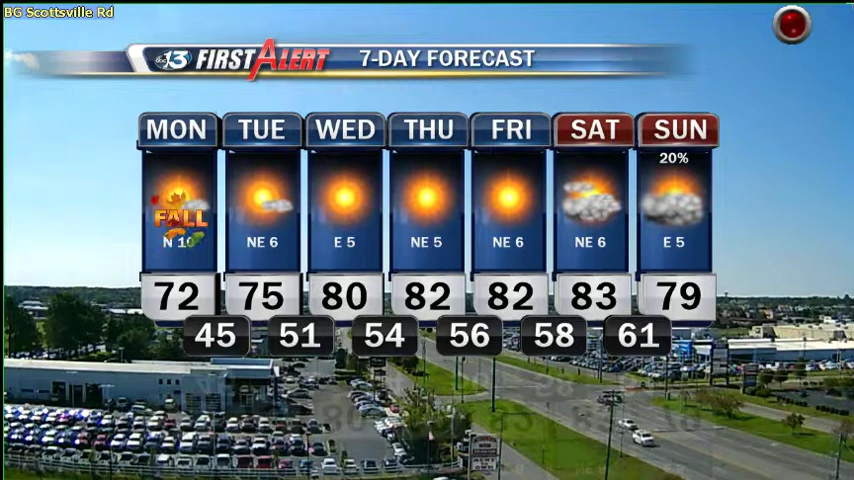 BG Scottsville Rd
abc 13 FIRST ALERT 7-DAY FORECAST
MON TUE WED THU FRI SAT SUN
20%
FALL
N 10 NE 6 E 5 NE 5 NE 6 NE 6 E 5
72 75 80 82 82 83 79
45 51 54 56 58 61